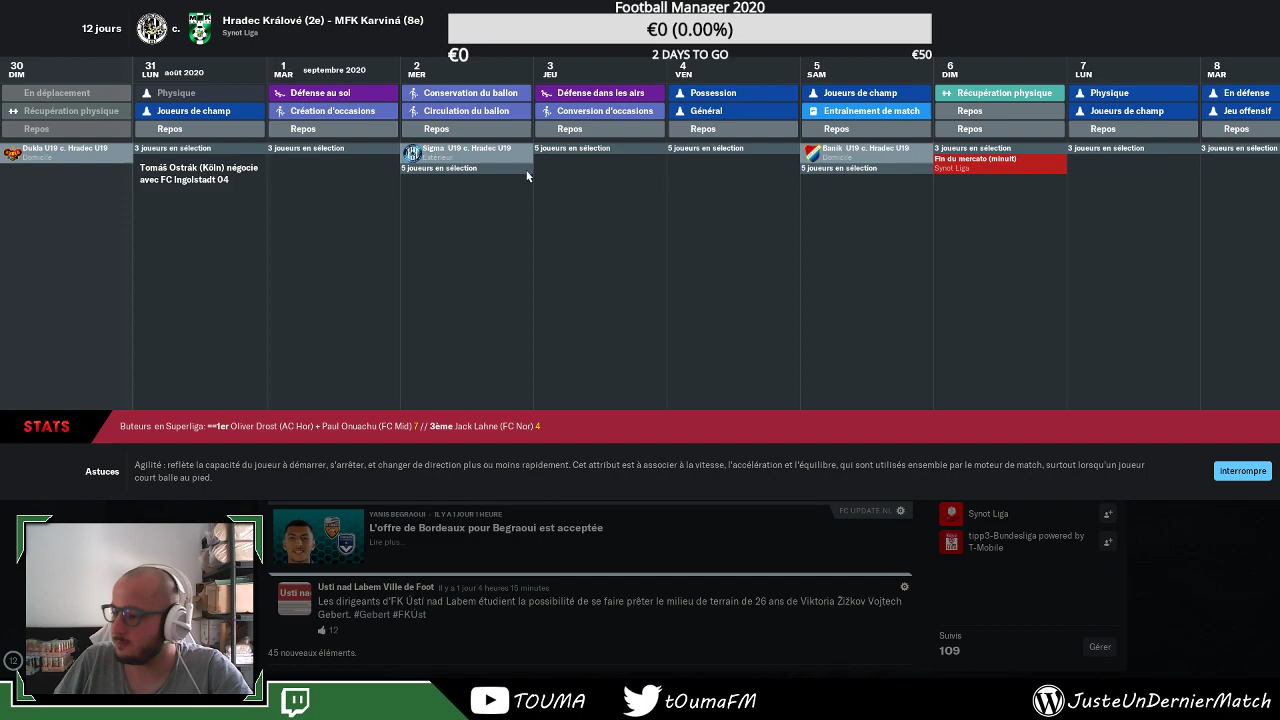 Football Manager 2020
12 jours
c.
Hradec Králové (2e) - MFK Karviná (8e)
Synot Liga
€0 (0.00%)
€0
2 DAYS TO GO
€50
30
DIM
31
LUN août 2020
1
MAR septembre 2020
2
MER
3
JEU
4
VEN
5
SAM
6
DIM
7
LUN
8
MAR
En déplacement
Physique
Défense au sol
Conservation du ballon
Défense dans les airs
Possession
Joueurs de champ
Récupération physique
Physique
En défense
Récupération physique
Joueurs de champ
Création d'occasions
Circulation du ballon
Conversion d'occasions
Général
Entraînement de match
Repos
Joueurs de champ
Jeu offensif
Repos
Repos
Repos
Repos
Repos
Repos
Repos
Repos
Repos
Repos
Dukla U19 c. Hradec U19
Domicile
3 joueurs en sélection
Tomáš Ostrák (Köln) négocie
avec FC Ingolstadt 04
3 joueurs en sélection
Sigma U19 c. Hradec U19
Extérieur
5 joueurs en sélection
5 joueurs en sélection
5 joueurs en sélection
Baník U19 c. Hradec U19
Domicile
5 joueurs en sélection
3 joueurs en sélection
Fin du mercato (minuit)
Synot Liga
3 joueurs en sélection
3 joueurs en sélection
STATS
Buteurs en Superliga: ==1er Oliver Drost (AC Hor) + Paul Onuachu (FC Mid) 7 // 3ème Jack Lahne (FC Nor) 4
Astuces
Agilité : reflète la capacité du joueur à démarrer, s'arrêter, et changer de direction plus ou moins rapidement. Cet attribut est à associer à la vitesse, l'accélération et l'équilibre, qui sont utilisés ensemble par le moteur de match, surtout lorsqu'un joueur
court balle au pied.
Interrompre
YANIS BEGRAOUI - IL Y A 1 JOUR 1 HEURE
FC UPDATE NL
L'offre de Bordeaux pour Begraoui est acceptée
Lire plus...
Usti nad
Usti nad Labem Ville de Foot Il y a 1 jour 4 heures 15 minutes
Les dirigeants d'FK Ústí nad Labem étudient la possibilité de se faire prêter le milieu de terrain de 26 ans de Viktoria Žižkov Vojtech
Gebert. #Gebert #FKÚst
12
45 nouveaux éléments.
Synot Liga
tipp3-Bundesliga powered by
T-Mobile
Suivis
109
Gérer
12
TOUMA
tOumaFM
JusteUnDernierMatch